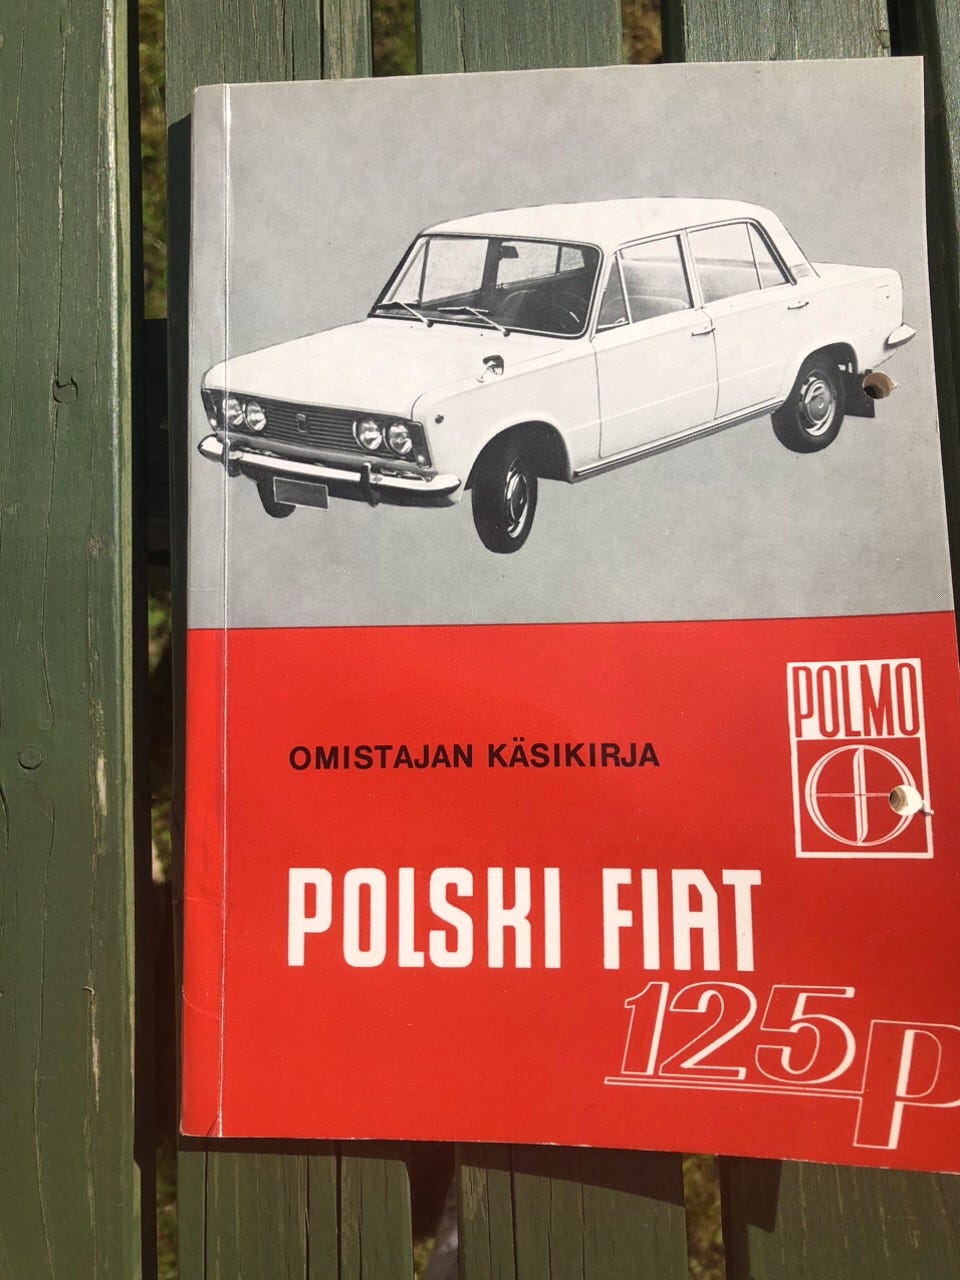 POLMO
OMISTAJAN KÄSIKIRJA
POLSKI FIAT
125p